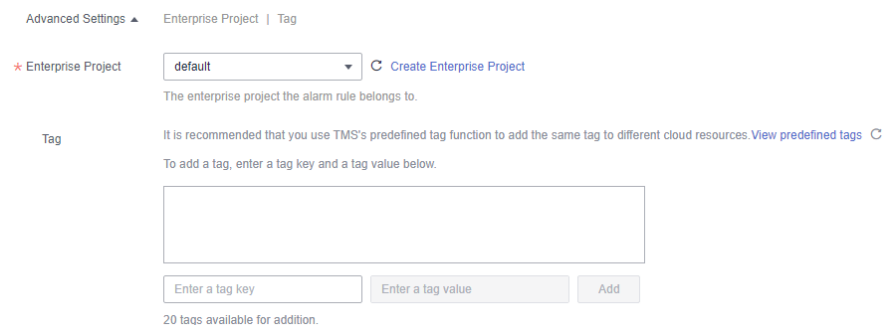 Advanced Settings ▲ Enterprise Project | Tag
* Enterprise Project default Create Enterprise Project
The enterprise project the alarm rule belongs to.
Tag It is recommended that you use TMS's predefined tag function to add the same tag to different cloud resources.View predefined tags
To add a tag, enter a tag key and a tag value below.
Enter a tag key Enter a tag value Add
20 tags available for addition.